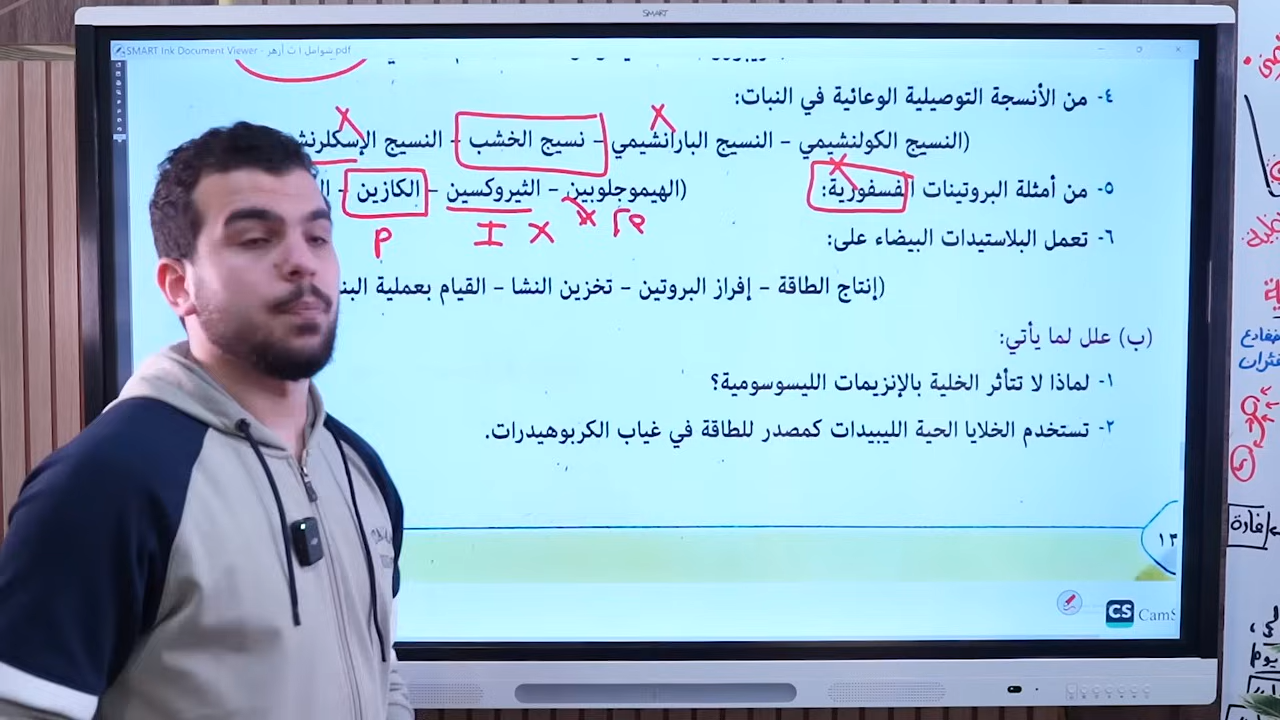 SMART
SMART Ink Document Viewer - شوامل ا ث أزهر.pdf
٤- من الأنسجة التوصيلية الوعائية في النبات:
(النسيج الكولنشيمي – النسيج البارانشيمي – نسيج الخشب – النسيج
X X
٥- من أمثلة البروتينات الفسفورية: (الهيموجلوبين – الثيروكسين – الكازين –
P I X X Fe
٦- تعمل البلاستيدات البيضاء على:
(إنتاج الطاقة – إفراز البروتين – تخزين النشا – القيام بعملية
(ب) علل لما يأتي:
١- لماذا لا تتأثر الخلية بالإنزيمات الليسوسومية؟
٢- تستخدم الخلايا الحية الليبيدات كمصدر للطاقة في غياب الكربوهيدرات.
١٣
CS CamS